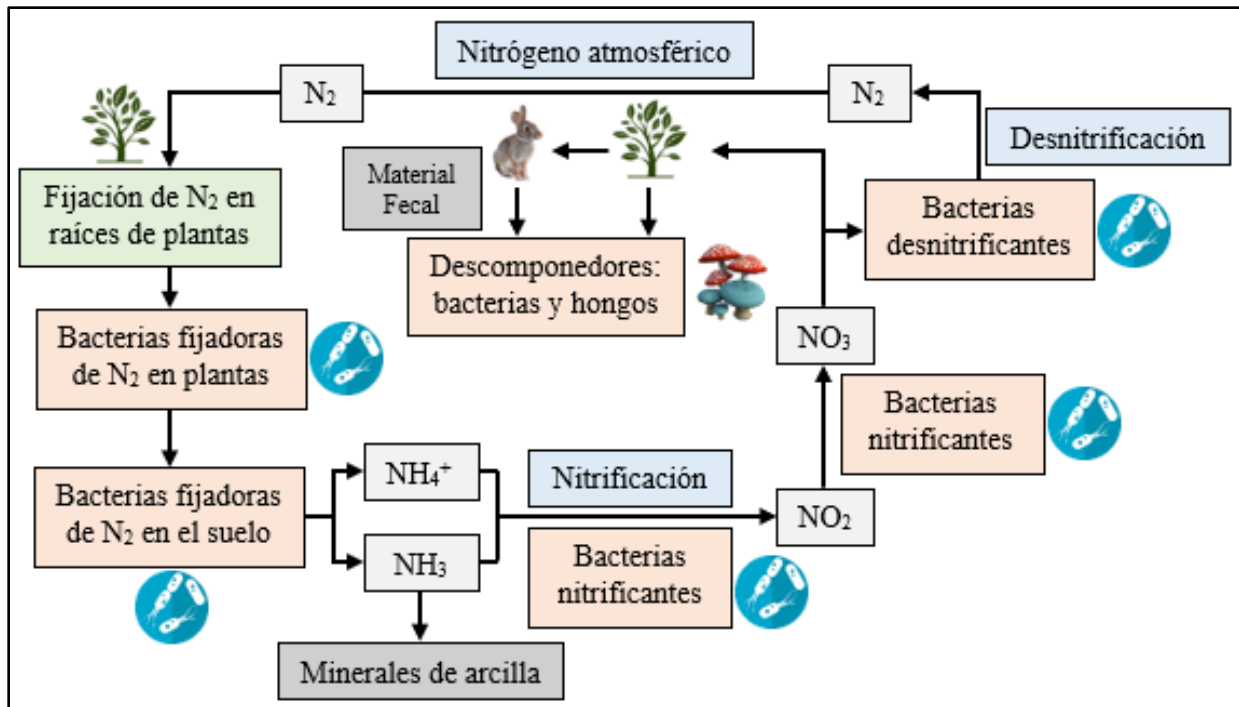 Nitrógeno atmosférico
N₂
N₂
Desnitrificación
Material
Fecal
Fijación de N₂ en
raíces de plantas
Bacterias
desnitrificantes
Descomponedores:
bacterias y hongos
Bacterias fijadoras
de N₂ en plantas
NO₃
Bacterias
nitrificantes
Bacterias fijadoras
de N₂ en el suelo
NH₄⁺
Nitrificación
NO₂
NH₃
Bacterias
nitrificantes
Minerales de arcilla